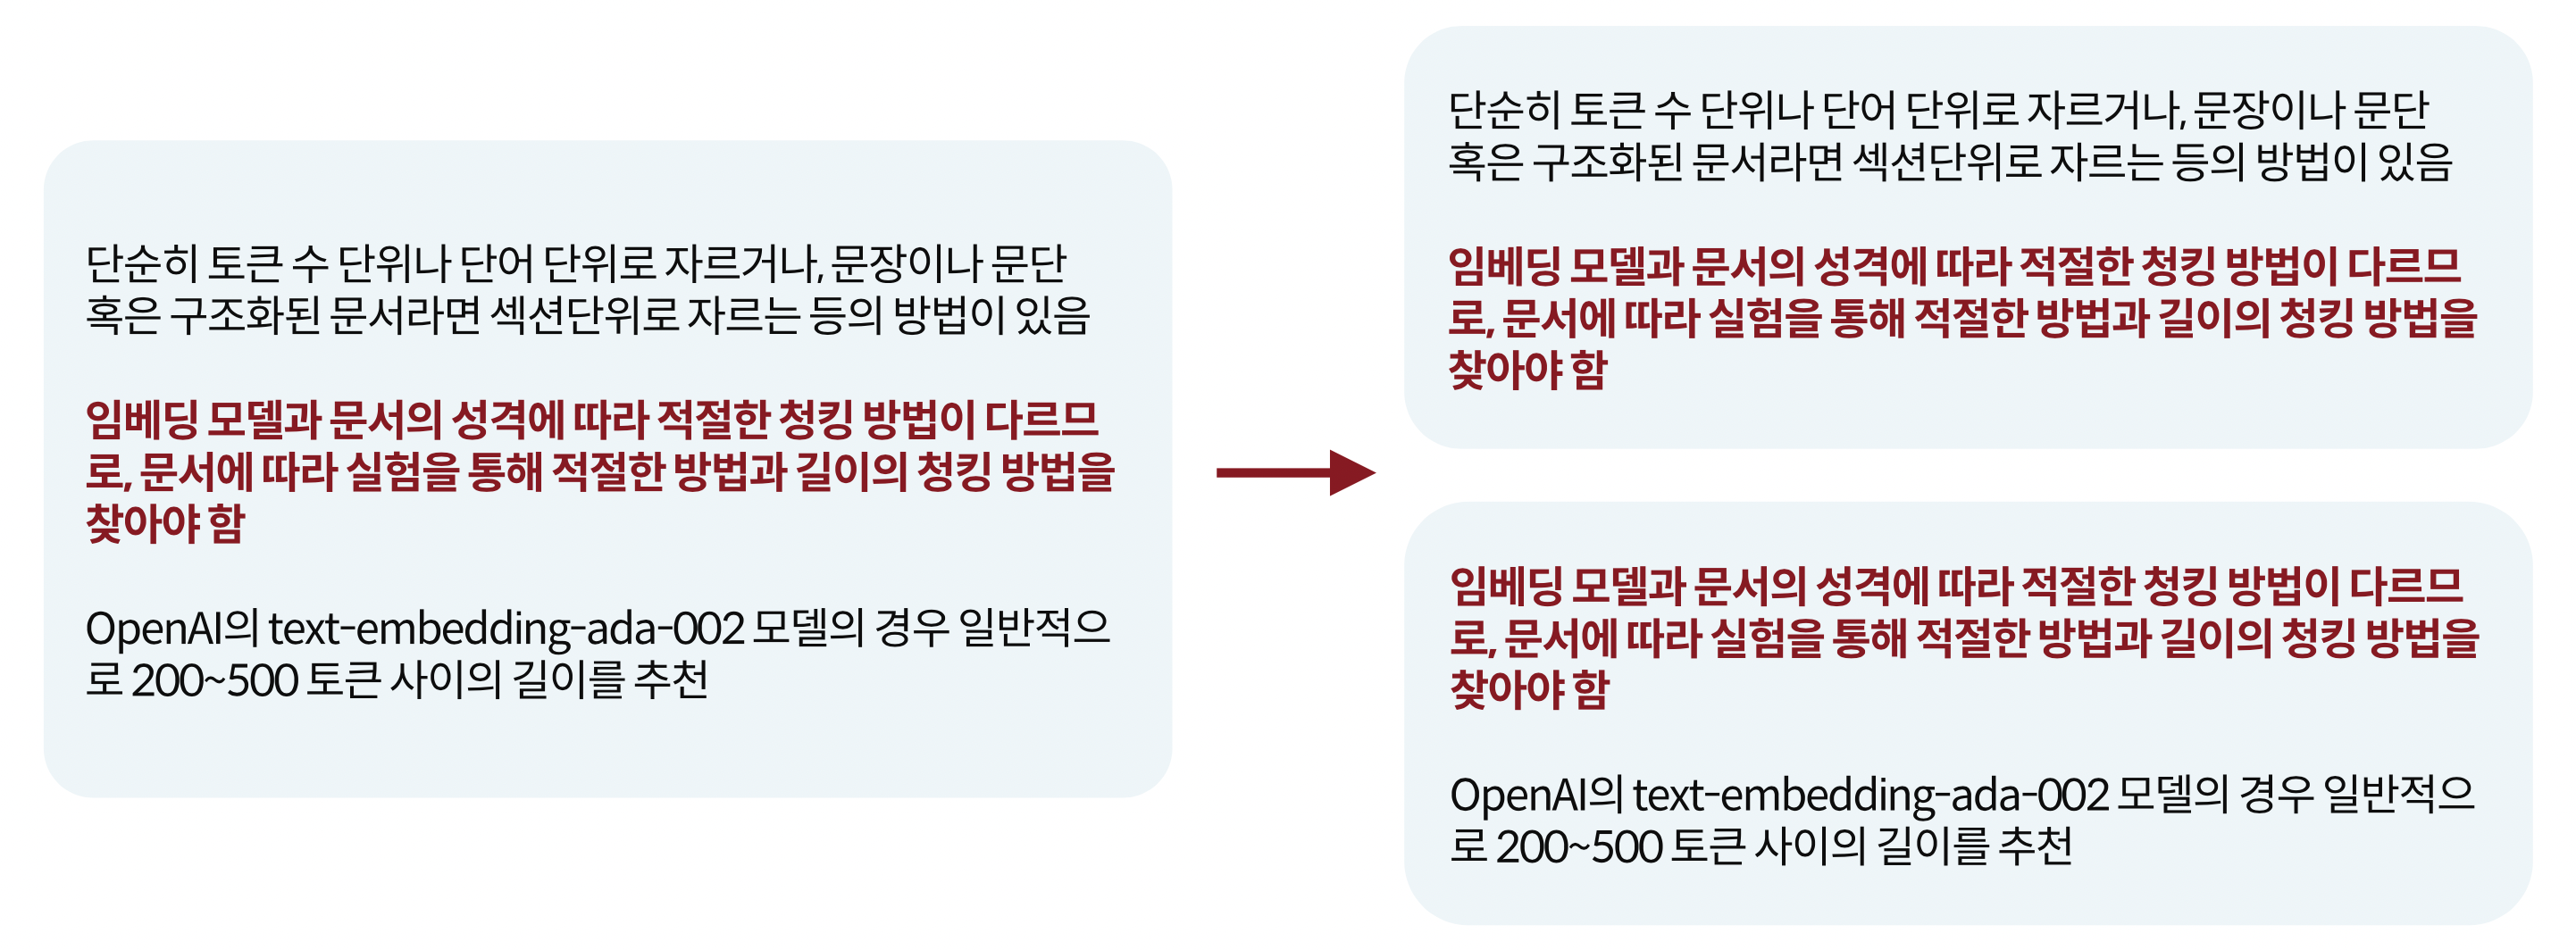 단순히 토큰 수 단위나 단어 단위로 자르거나, 문장이나 문단
혹은 구조화된 문서라면 섹션단위로 자르는 등의 방법이 있음
임베딩 모델과 문서의 성격에 따라 적절한 청킹 방법이 다르므
로, 문서에 따라 실험을 통해 적절한 방법과 길이의 청킹 방법을
찾아야 함
OpenAI의 text-embedding-ada-002 모델의 경우 일반적으
로 200~500 토큰 사이의 길이를 추천
단순히 토큰 수 단위나 단어 단위로 자르거나, 문장이나 문단
혹은 구조화된 문서라면 섹션단위로 자르는 등의 방법이 있음
임베딩 모델과 문서의 성격에 따라 적절한 청킹 방법이 다르므
로, 문서에 따라 실험을 통해 적절한 방법과 길이의 청킹 방법을
찾아야 함
임베딩 모델과 문서의 성격에 따라 적절한 청킹 방법이 다르므
로, 문서에 따라 실험을 통해 적절한 방법과 길이의 청킹 방법을
찾아야 함
OpenAI의 text-embedding-ada-002 모델의 경우 일반적으
로 200~500 토큰 사이의 길이를 추천